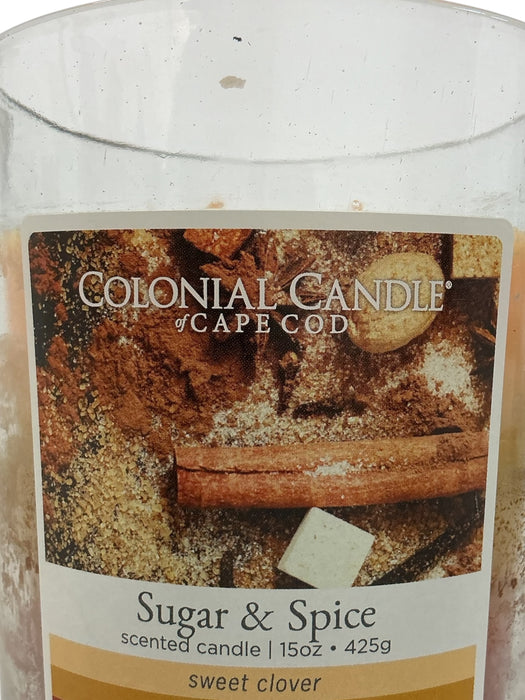 COLONIAL CANDLE®
of CAPE COD
Sugar & Spice
scented candle | 15oz • 425g
sweet clover